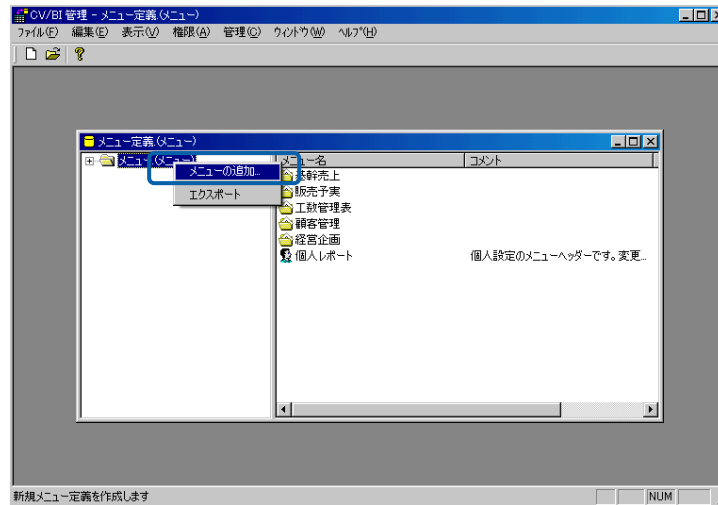 CV/BI 管理 - メニュー定義(メニュー)
ファイル(F) 編集(E) 表示(V) 権限(A) 管理(C) ウィンドウ(W) ヘルプ(H)
メニュー定義(メニュー)
メニュー(メニュー)
メニューの追加...
エクスポート
メニュー名 コメント
基幹売上
販売予実
工数管理表
顧客管理
経営企画
個人レポート 個人設定のメニューヘッダーです。変更...
新規メニュー定義を作成します NUM